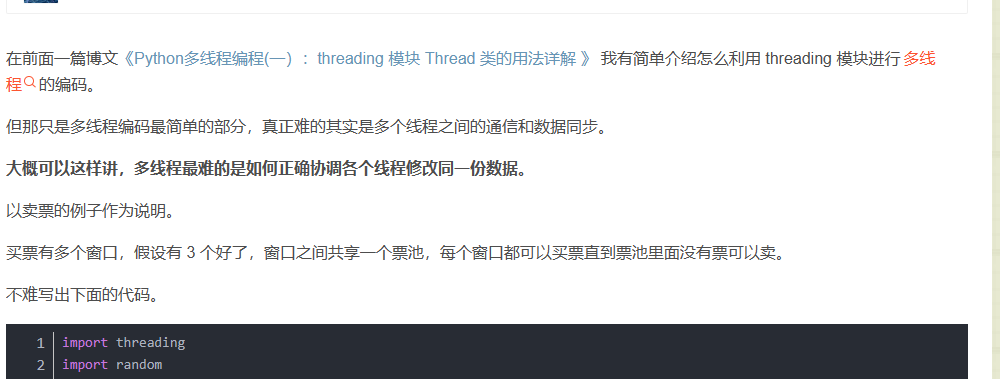 在前面一篇博文《Python多线程编程(一) ：threading 模块 Thread 类的用法详解 》 我有简单介绍怎么利用 threading 模块进行 多线
程 的编码。
但那只是多线程编码最简单的部分，真正难的其实是多个线程之间的通信和数据同步。
大概可以这样讲，多线程最难的是如何正确协调各个线程修改同一份数据。
以卖票的例子作为说明。
买票有多个窗口，假设有 3 个好了，窗口之间共享一个票池，每个窗口都可以买票直到票池里面没有票可以卖。
不难写出下面的代码。
1 import threading
2 import random